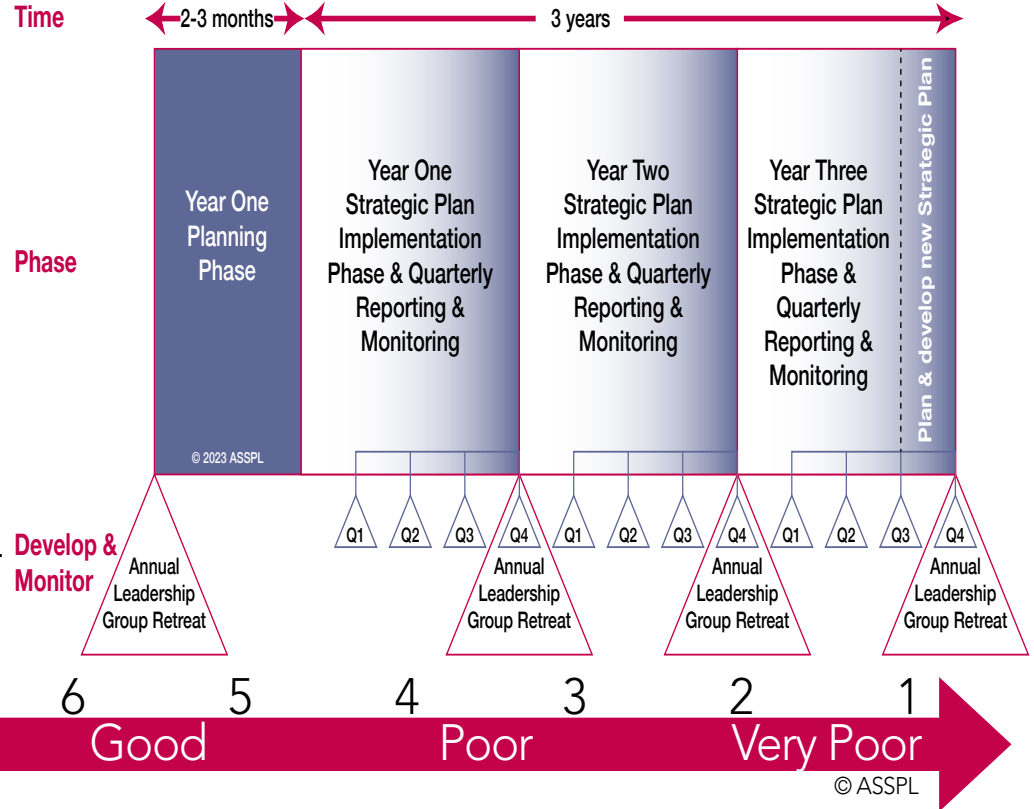 Time
2-3 months
3 years
Phase
Year One
Planning
Phase
© 2023 ASSPL
Year One
Strategic Plan
Implementation
Phase & Quarterly
Reporting &
Monitoring
Year Two
Strategic Plan
Implementation
Phase & Quarterly
Reporting &
Monitoring
Year Three
Strategic Plan
Implementation
Phase &
Quarterly
Reporting &
Monitoring
Plan & develop new Strategic Plan
Develop &
Monitor
Q1
Q2
Q3
Q4
Q1
Q2
Q3
Q4
Q1
Q2
Q3
Q4
Annual
Leadership
Group Retreat
Annual
Leadership
Group Retreat
Annual
Leadership
Group Retreat
Annual
Leadership
Group Retreat
6 5 4 3 2 1
Good Poor Very Poor
© ASSPL